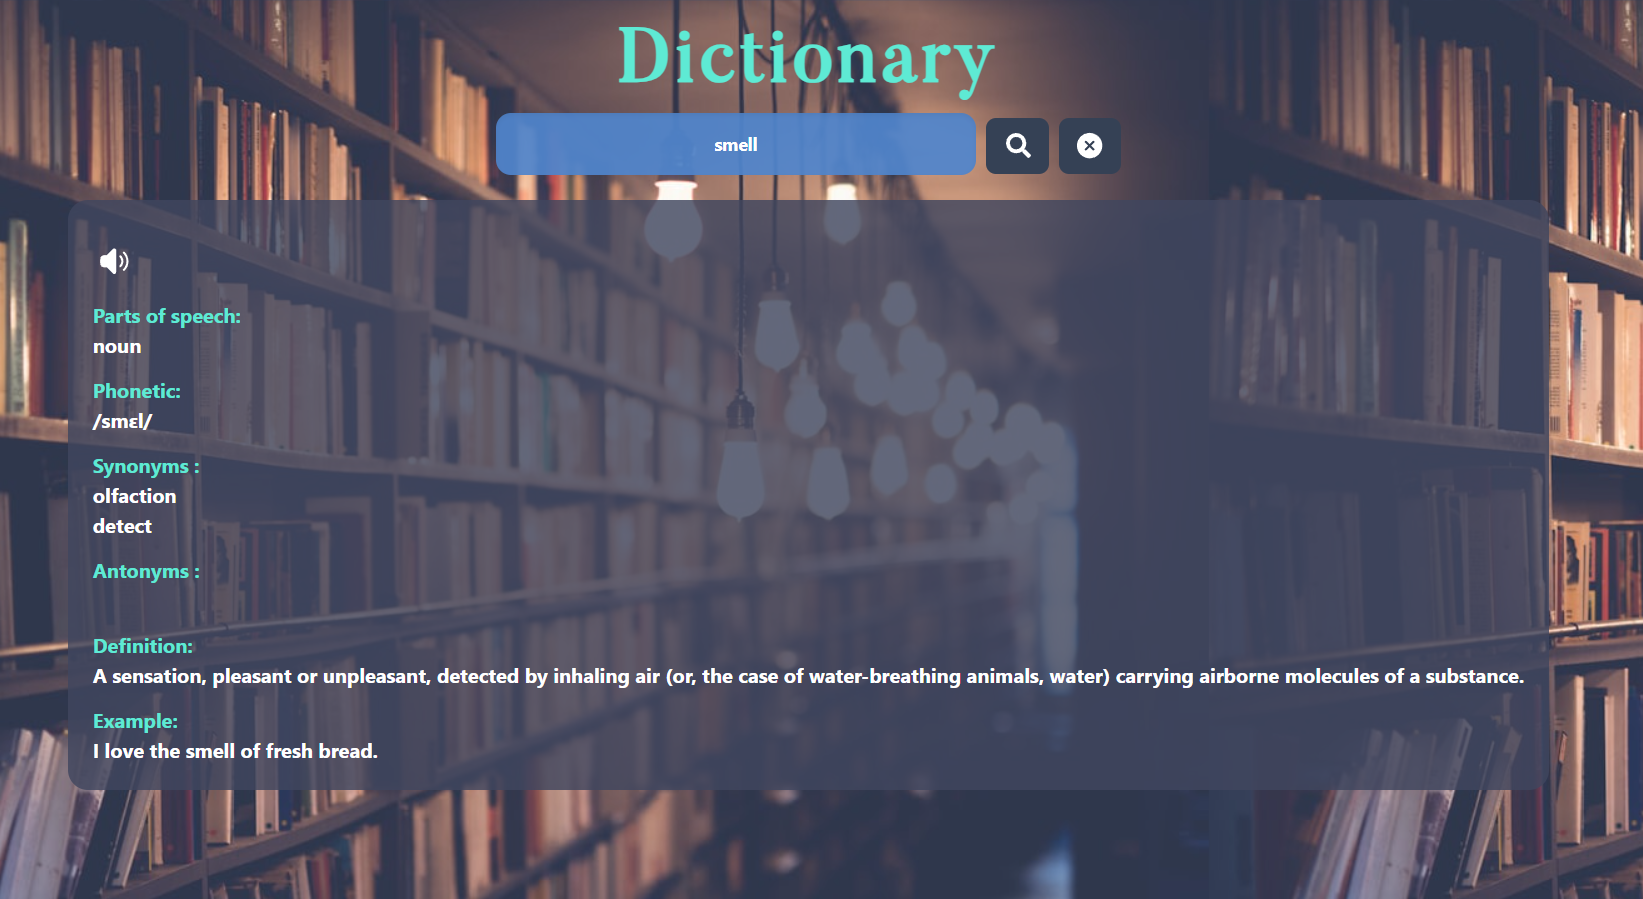 Dictionary
smell
Parts of speech:
noun
Phonetic:
/smɛl/
Synonyms :
olfaction
detect
Antonyms :
Definition:
A sensation, pleasant or unpleasant, detected by inhaling air (or, the case of water-breathing animals, water) carrying airborne molecules of a substance.
Example:
I love the smell of fresh bread.